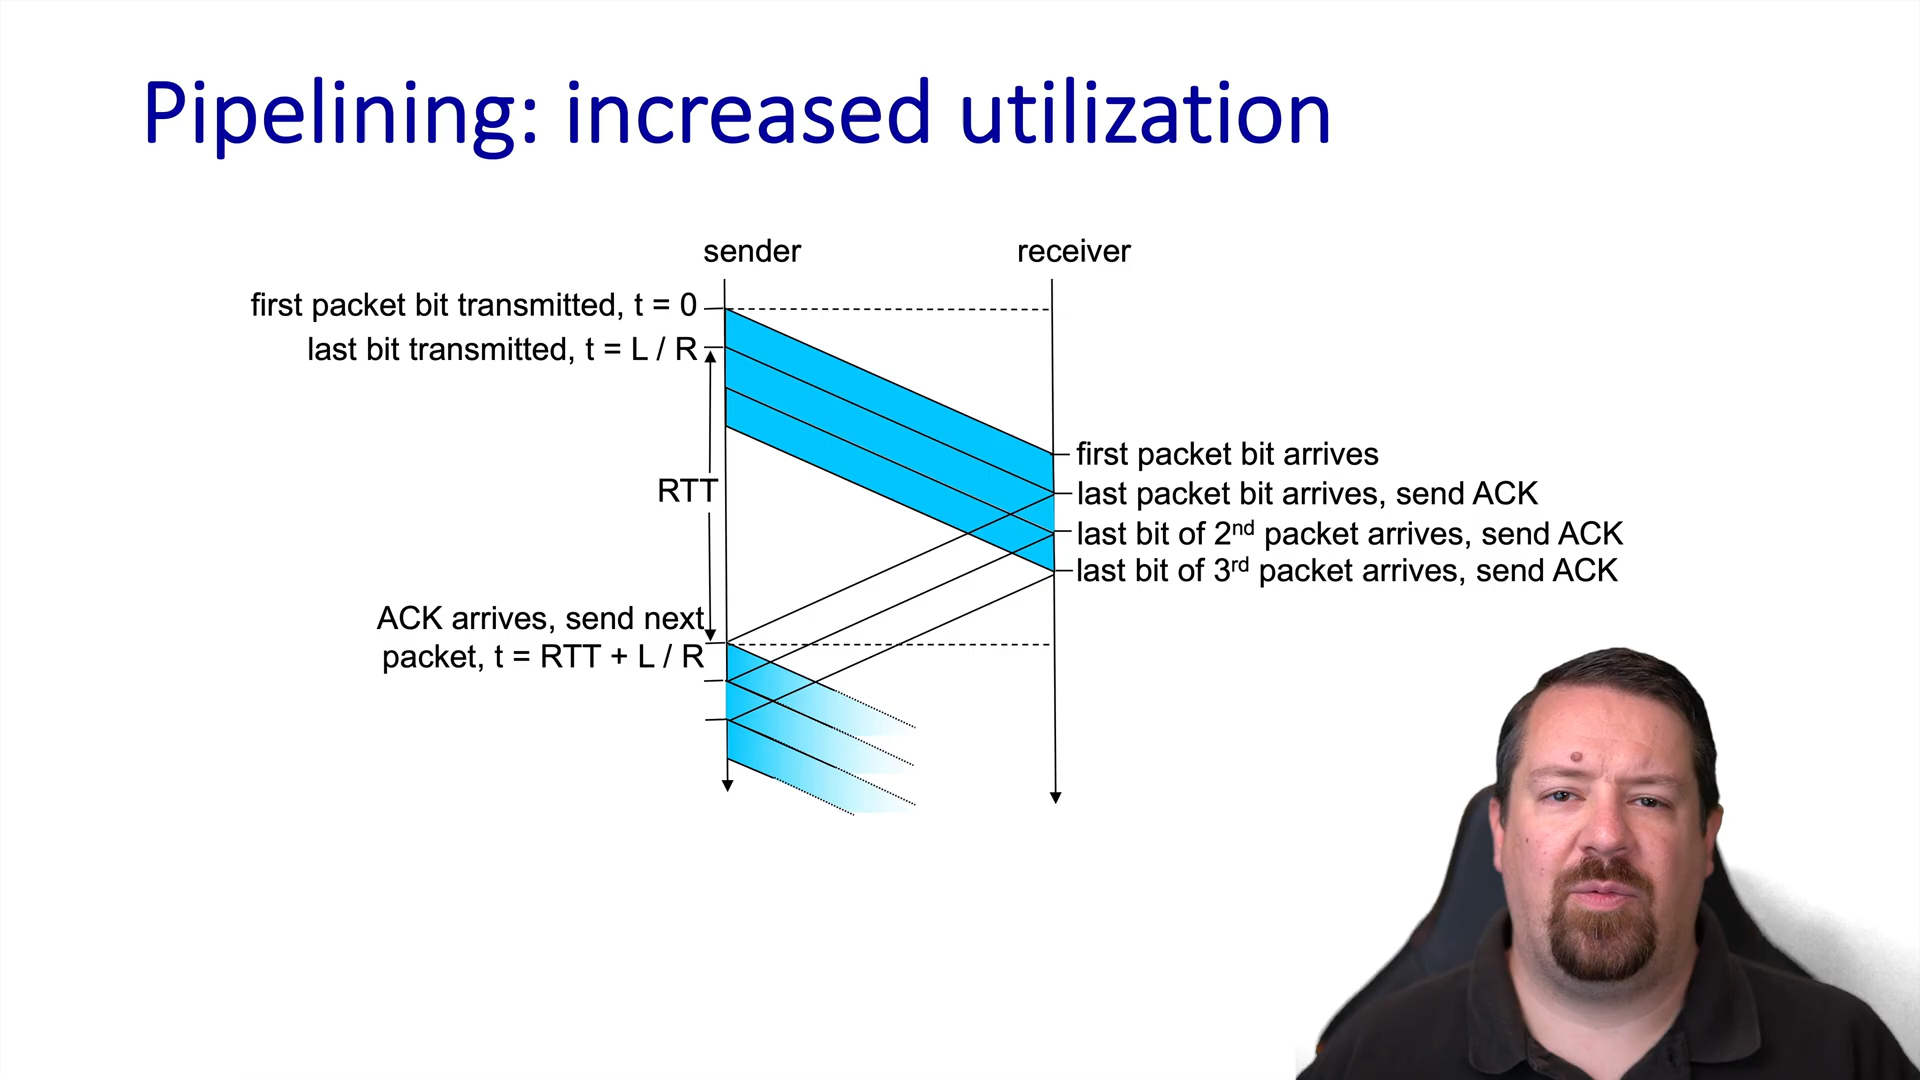 Pipelining: increased utilization
sender
receiver
first packet bit transmitted, t = 0
last bit transmitted, t = L / R
RTT
first packet bit arrives
last packet bit arrives, send ACK
last bit of 2nd packet arrives, send ACK
last bit of 3rd packet arrives, send ACK
ACK arrives, send next
packet, t = RTT + L / R